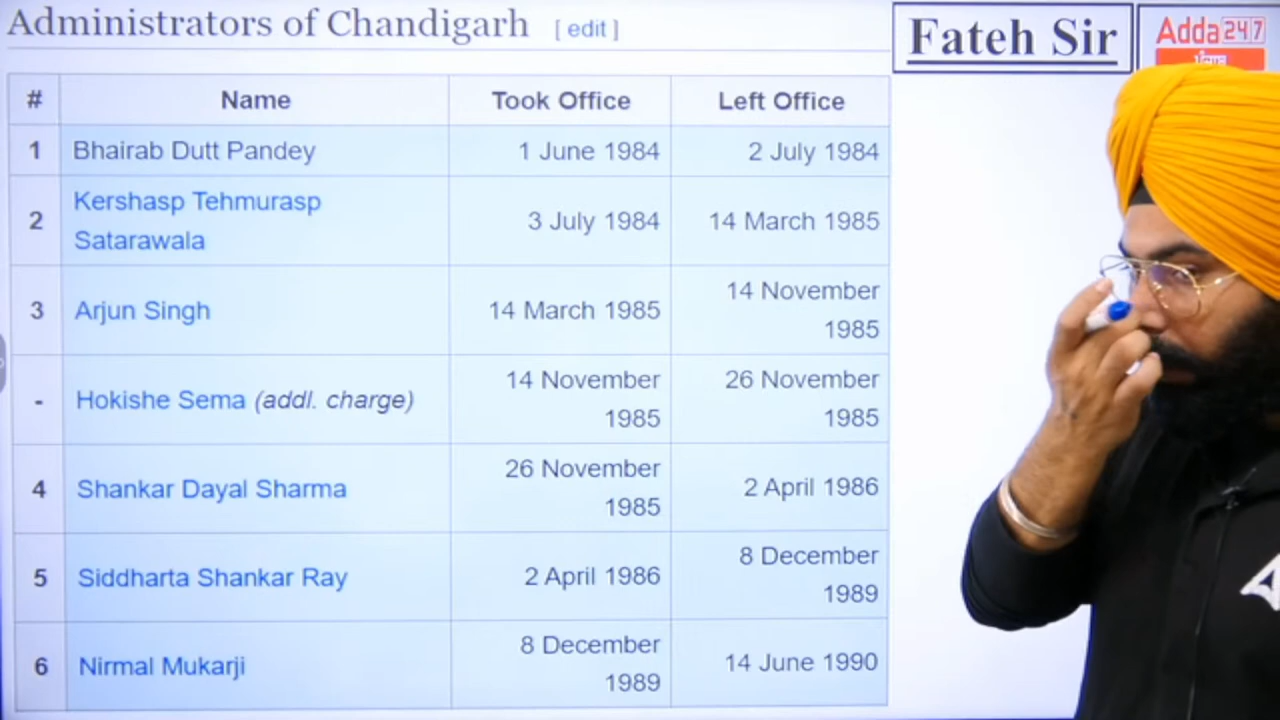 Administrators of Chandigarh [ edit ]
Fateh Sir
Adda 247
# Name Took Office Left Office
1 Bhairab Dutt Pandey 1 June 1984 2 July 1984
2 Kershasp Tehmurasp Satarawala 3 July 1984 14 March 1985
3 Arjun Singh 14 March 1985 14 November 1985
- Hokishe Sema (addl. charge) 14 November 1985 26 November 1985
4 Shankar Dayal Sharma 26 November 1985 2 April 1986
5 Siddharta Shankar Ray 2 April 1986 8 December 1989
6 Nirmal Mukarji 8 December 1989 14 June 1990